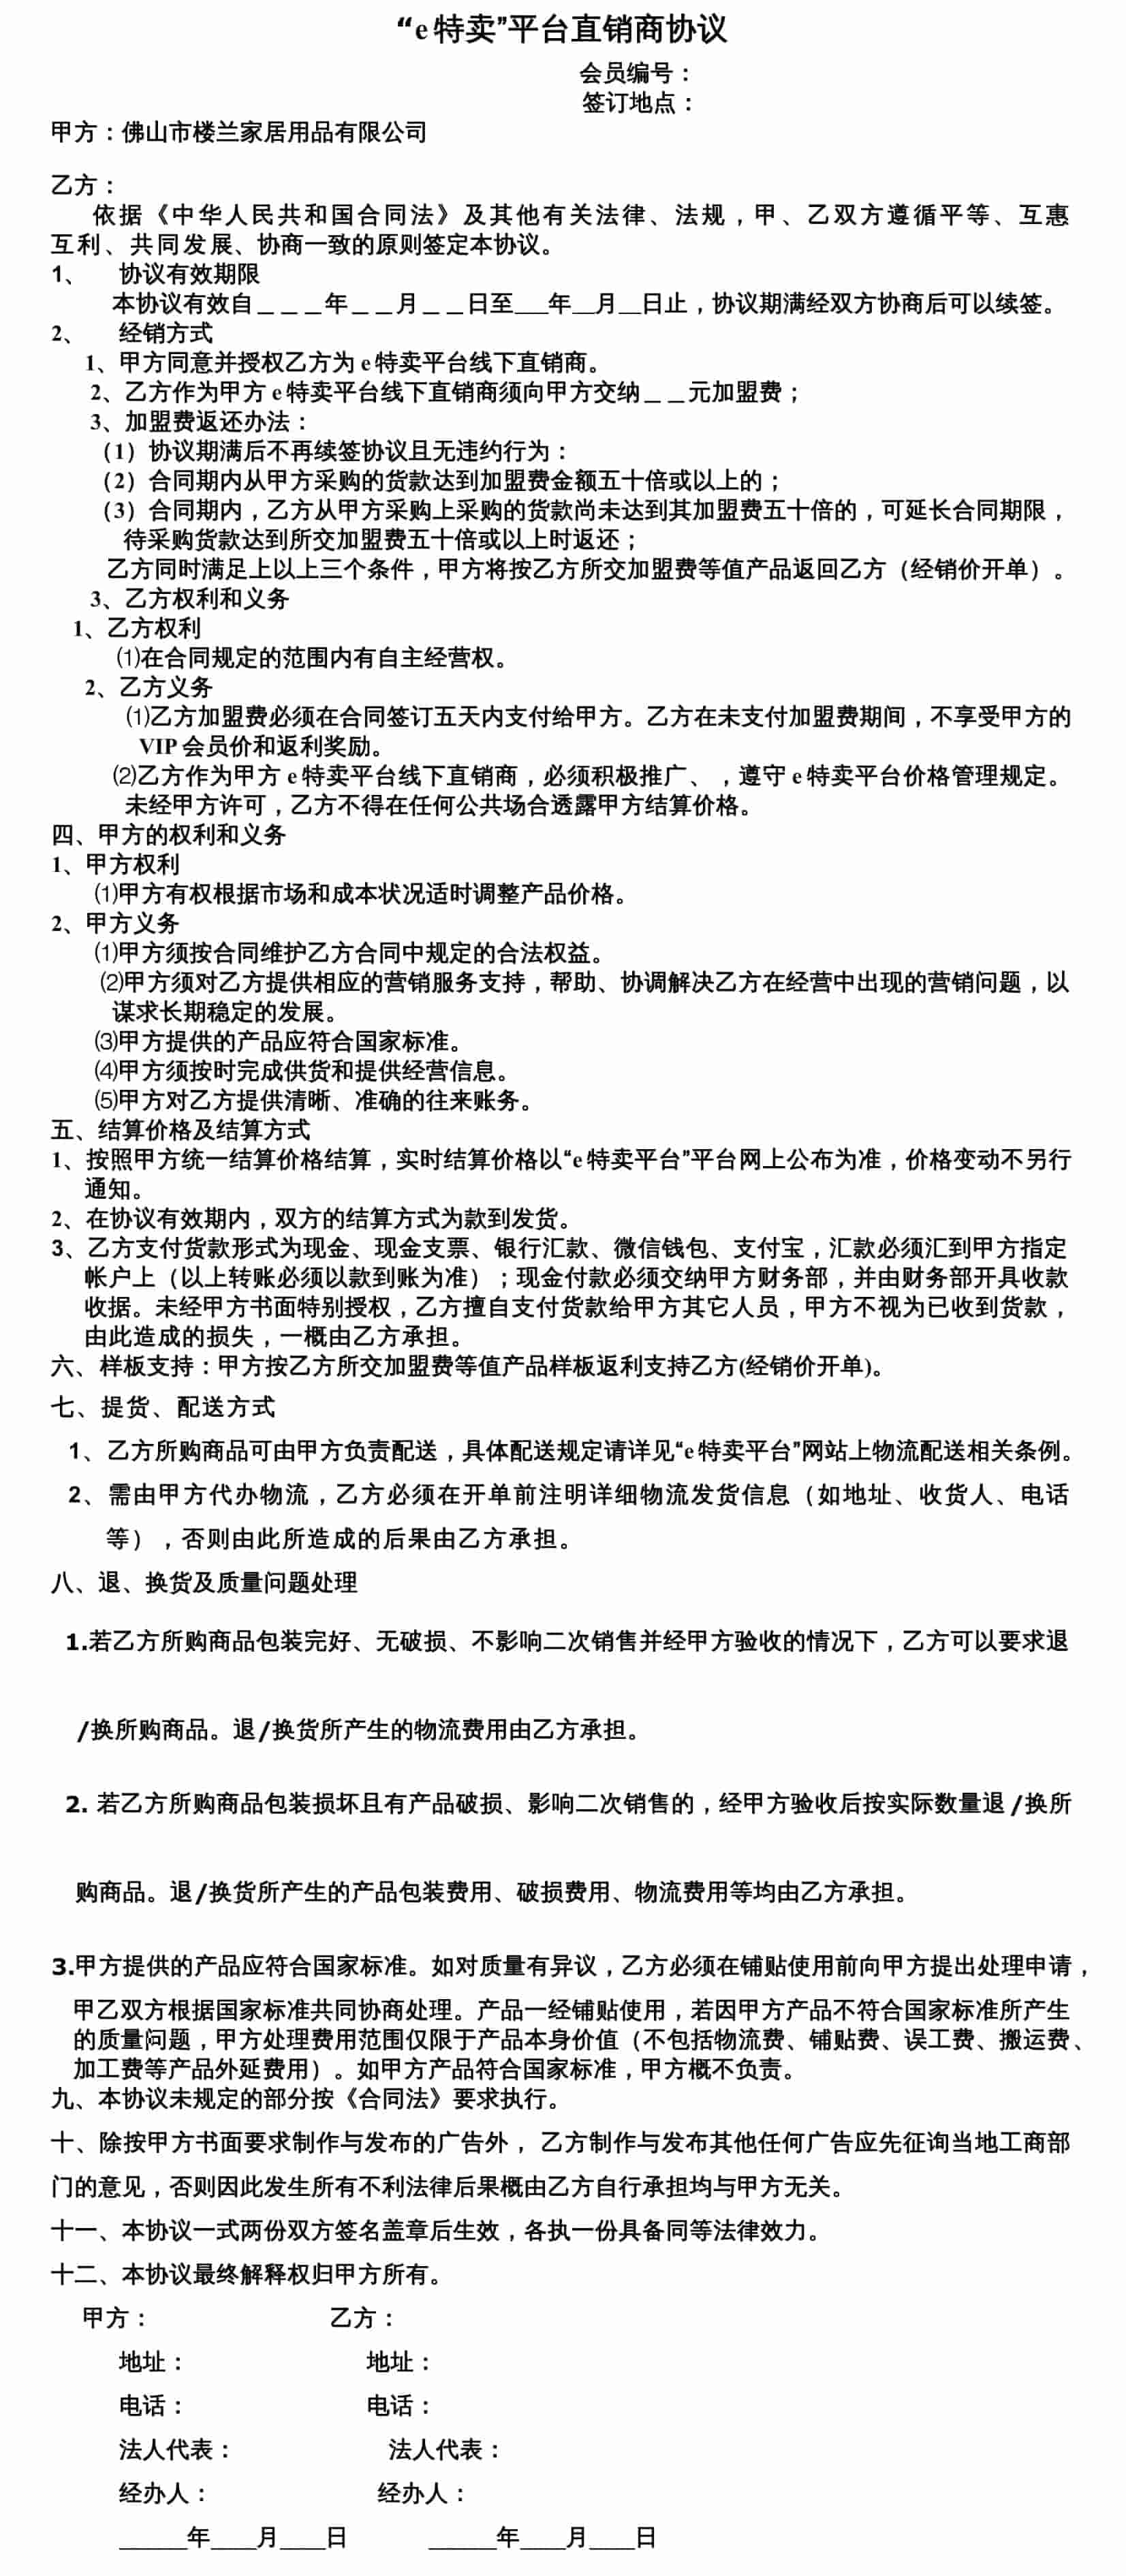 “e特卖”平台直销商协议
会员编号：
签订地点：
甲方：佛山市楼兰家居用品有限公司
乙方：
依据《中华人民共和国合同法》及其他有关法律、法规，甲、乙双方遵循平等、互惠
互利、共同发展、协商一致的原则签定本协议。
1、 协议有效期限
本协议有效自＿＿＿年＿＿月＿＿日至___年__月__日止，协议期满经双方协商后可以续签。
2、 经销方式
1、甲方同意并授权乙方为e特卖平台线下直销商。
2、乙方作为甲方e特卖平台线下直销商须向甲方交纳＿＿元加盟费；
3、加盟费返还办法：
（1）协议期满后不再续签协议且无违约行为：
（2）合同期内从甲方采购的货款达到加盟费金额五十倍或以上的；
（3）合同期内，乙方从甲方采购上采购的货款尚未达到其加盟费五十倍的，可延长合同期限，
待采购货款达到所交加盟费五十倍或以上时返还；
乙方同时满足上以上三个条件，甲方将按乙方所交加盟费等值产品返回乙方（经销价开单）。
3、乙方权利和义务
1、乙方权利
⑴在合同规定的范围内有自主经营权。
2、乙方义务
⑴乙方加盟费必须在合同签订五天内支付给甲方。乙方在未支付加盟费期间，不享受甲方的
VIP会员价和返利奖励。
⑵乙方作为甲方e特卖平台线下直销商，必须积极推广、，遵守e特卖平台价格管理规定。
未经甲方许可，乙方不得在任何公共场合透露甲方结算价格。
四、甲方的权利和义务
1、甲方权利
⑴甲方有权根据市场和成本状况适时调整产品价格。
2、甲方义务
⑴甲方须按合同维护乙方合同中规定的合法权益。
⑵甲方须对乙方提供相应的营销服务支持，帮助、协调解决乙方在经营中出现的营销问题，以
谋求长期稳定的发展。
⑶甲方提供的产品应符合国家标准。
⑷甲方须按时完成供货和提供经营信息。
⑸甲方对乙方提供清晰、准确的往来账务。
五、结算价格及结算方式
1、按照甲方统一结算价格结算，实时结算价格以“e特卖平台”平台网上公布为准，价格变动不另行
通知。
2、在协议有效期内，双方的结算方式为款到发货。
3、乙方支付货款形式为现金、现金支票、银行汇款、微信钱包、支付宝，汇款必须汇到甲方指定
帐户上（以上转账必须以款到账为准）；现金付款必须交纳甲方财务部，并由财务部开具收款
收据。未经甲方书面特别授权，乙方擅自支付货款给甲方其它人员，甲方不视为已收到货款，
由此造成的损失，一概由乙方承担。
六、样板支持：甲方按乙方所交加盟费等值产品样板返利支持乙方(经销价开单)。
七、提货、配送方式
1、乙方所购商品可由甲方负责配送，具体配送规定请详见“e特卖平台”网站上物流配送相关条例。
2、需由甲方代办物流，乙方必须在开单前注明详细物流发货信息（如地址、收货人、电话
等），否则由此所造成的后果由乙方承担。
八、退、换货及质量问题处理
1.若乙方所购商品包装完好、无破损、不影响二次销售并经甲方验收的情况下，乙方可以要求退
/换所购商品。退/换货所产生的物流费用由乙方承担。
2. 若乙方所购商品包装损坏且有产品破损、影响二次销售的，经甲方验收后按实际数量退/换所
购商品。退/换货所产生的产品包装费用、破损费用、物流费用等均由乙方承担。
3.甲方提供的产品应符合国家标准。如对质量有异议，乙方必须在铺贴使用前向甲方提出处理申请，
甲乙双方根据国家标准共同协商处理。产品一经铺贴使用，若因甲方产品不符合国家标准所产生
的质量问题，甲方处理费用范围仅限于产品本身价值（不包括物流费、铺贴费、误工费、搬运费、
加工费等产品外延费用）。如甲方产品符合国家标准，甲方概不负责。
九、本协议未规定的部分按《合同法》要求执行。
十、除按甲方书面要求制作与发布的广告外， 乙方制作与发布其他任何广告应先征询当地工商部
门的意见，否则因此发生所有不利法律后果概由乙方自行承担均与甲方无关。
十一、本协议一式两份双方签名盖章后生效，各执一份具备同等法律效力。
十二、本协议最终解释权归甲方所有。
甲方： 乙方：
地址： 地址：
电话： 电话：
法人代表： 法人代表：
经办人： 经办人：
______年____月____日 ______年____月____日